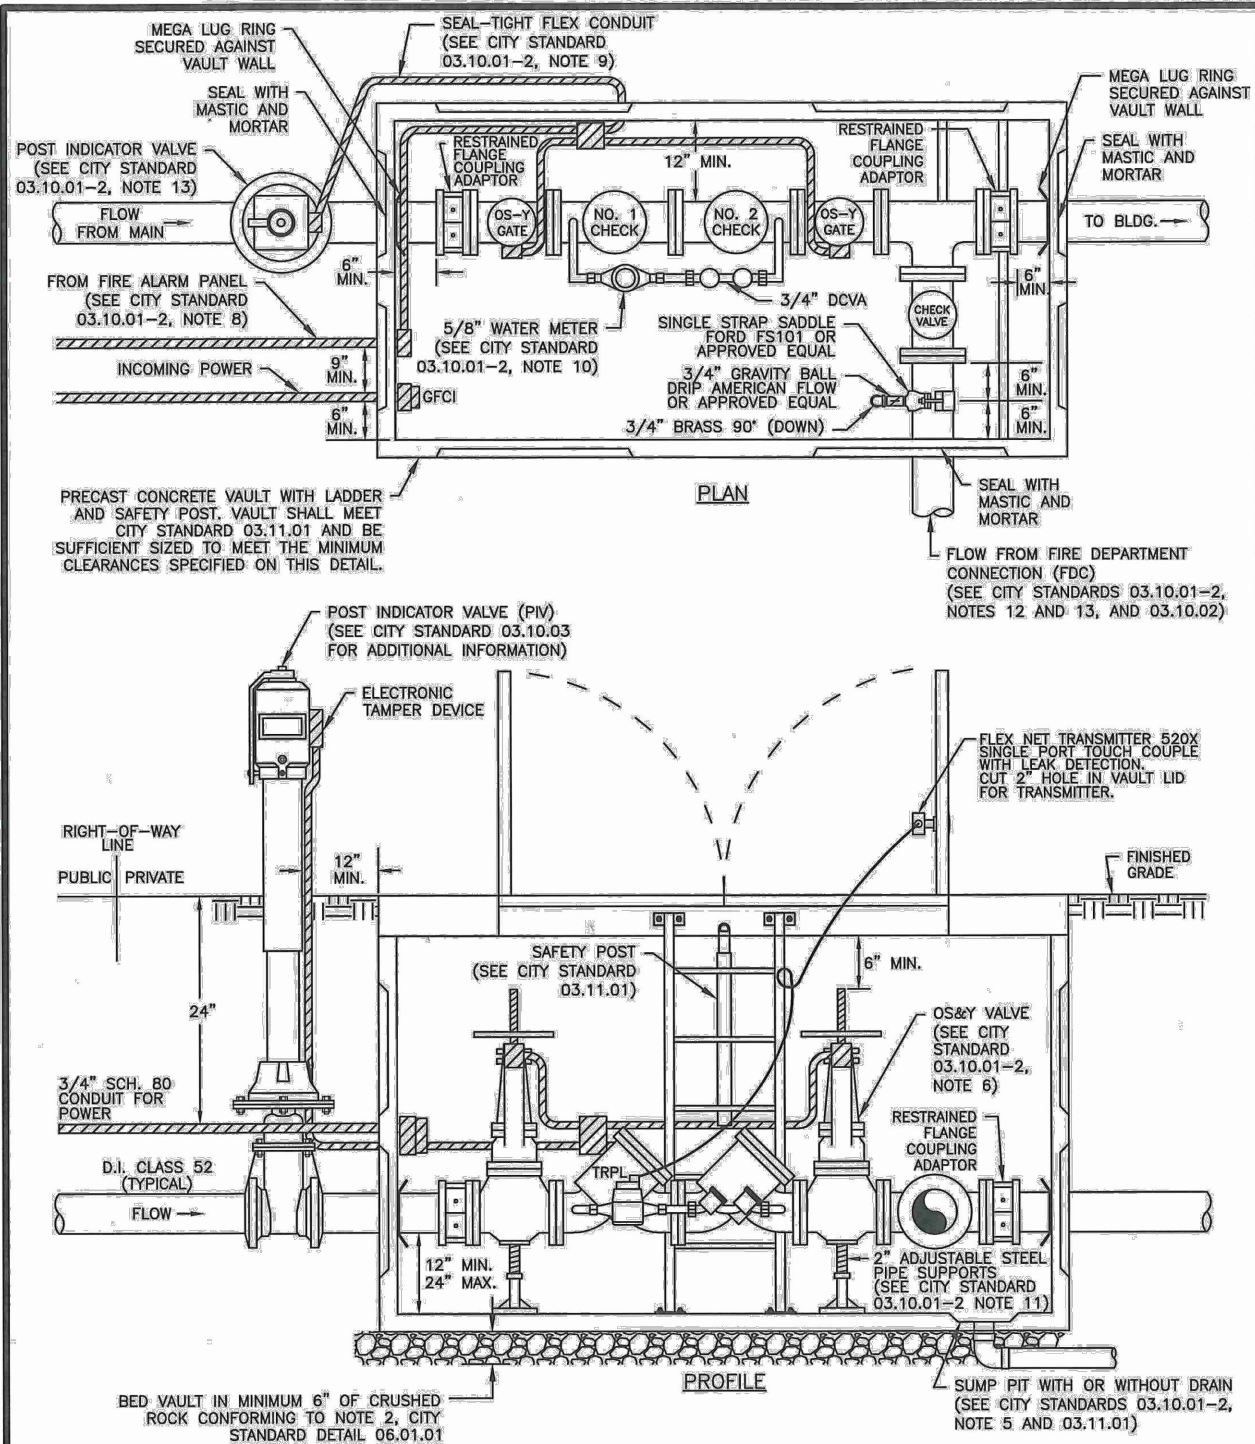 MEGA LUG RING
SECURED AGAINST
VAULT WALL
SEAL-TIGHT FLEX CONDUIT
(SEE CITY STANDARD
03.10.01-2, NOTE 9)
SEAL WITH
MASTIC AND
MORTAR
POST INDICATOR VALVE
(SEE CITY STANDARD
03.10.01-2, NOTE 13)
FLOW
FROM MAIN
RESTRAINED
FLANGE
COUPLING
ADAPTOR
12" MIN.
RESTRAINED
FLANGE
COUPLING
ADAPTOR
MEGA LUG RING
SECURED AGAINST
VAULT WALL
SEAL WITH
MASTIC AND
MORTAR
OS-Y
GATE
NO. 1
CHECK
NO. 2
CHECK
OS-Y
GATE
TO BLDG.
6"
MIN.
6"
MIN.
FROM FIRE ALARM PANEL
(SEE CITY STANDARD
03.10.01-2, NOTE 8)
3/4" DCVA
CHECK
VALVE
5/8" WATER METER
(SEE CITY STANDARD
03.10.01-2, NOTE 10)
SINGLE STRAP SADDLE
FORD FS101 OR
APPROVED EQUAL
INCOMING POWER
9"
MIN.
3/4" GRAVITY BALL
DRIP AMERICAN FLOW
OR APPROVED EQUAL
6"
MIN.
GFCI
6"
MIN.
3/4" BRASS 90° (DOWN)
6"
MIN.
PLAN
SEAL WITH
MASTIC AND
MORTAR
PRECAST CONCRETE VAULT WITH LADDER
AND SAFETY POST. VAULT SHALL MEET
CITY STANDARD 03.11.01 AND BE
SUFFICIENT SIZED TO MEET THE MINIMUM
CLEARANCES SPECIFIED ON THIS DETAIL.
FLOW FROM FIRE DEPARTMENT
CONNECTION (FDC)
(SEE CITY STANDARDS 03.10.01-2,
NOTES 12 AND 13, AND 03.10.02)
POST INDICATOR VALVE (PIV)
(SEE CITY STANDARD 03.10.03
FOR ADDITIONAL INFORMATION)
ELECTRONIC
TAMPER DEVICE
FLEX NET TRANSMITTER 520X
SINGLE PORT TOUCH COUPLE
WITH LEAK DETECTION.
CUT 2" HOLE IN VAULT LID
FOR TRANSMITTER.
RIGHT-OF-WAY
LINE
PUBLIC PRIVATE
12"
MIN.
FINISHED
GRADE
SAFETY POST
(SEE CITY STANDARD
03.11.01)
6" MIN.
24"
OS&Y VALVE
(SEE CITY
STANDARD
03.10.01-2,
NOTE 6)
3/4" SCH. 80
CONDUIT FOR
POWER
RESTRAINED
FLANGE
COUPLING
ADAPTOR
D.I. CLASS 52
(TYPICAL)
TRPL
FLOW
12" MIN.
24" MAX.
2" ADJUSTABLE STEEL
PIPE SUPPORTS
(SEE CITY STANDARD
03.10.01-2 NOTE 11)
PROFILE
BED VAULT IN MINIMUM 6" OF CRUSHED
ROCK CONFORMING TO NOTE 2, CITY
STANDARD DETAIL 06.01.01
SUMP PIT WITH OR WITHOUT DRAIN
(SEE CITY STANDARDS 03.10.01-2,
NOTE 5 AND 03.11.01)